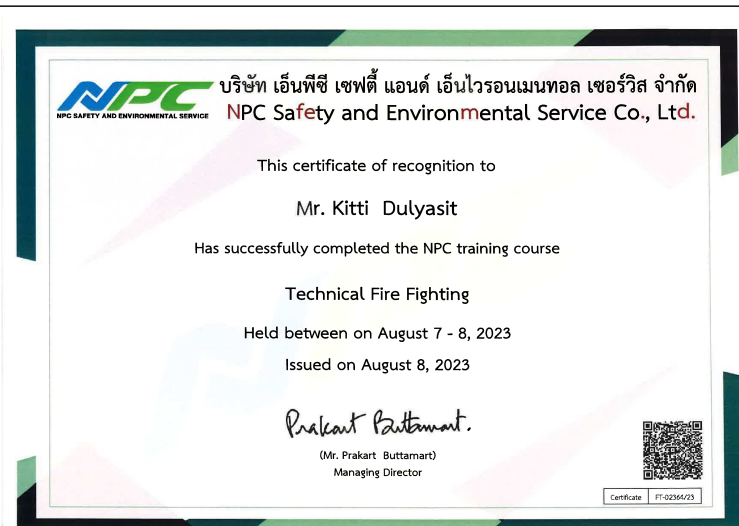 NPC
NPC SAFETY AND ENVIRONMENTAL SERVICE
บริษัท เอ็นพีซี เซฟตี้ แอนด์ เอ็นไวรอนเมนทอล เซอร์วิส จำกัด
NPC Safety and Environmental Service Co., Ltd.
This certificate of recognition to
Mr. Kitti Dulyasit
Has successfully completed the NPC training course
Technical Fire Fighting
Held between on August 7 - 8, 2023
Issued on August 8, 2023
Prakart Buttamart.
(Mr. Prakart Buttamart)
Managing Director
Certificate FT-02364/23